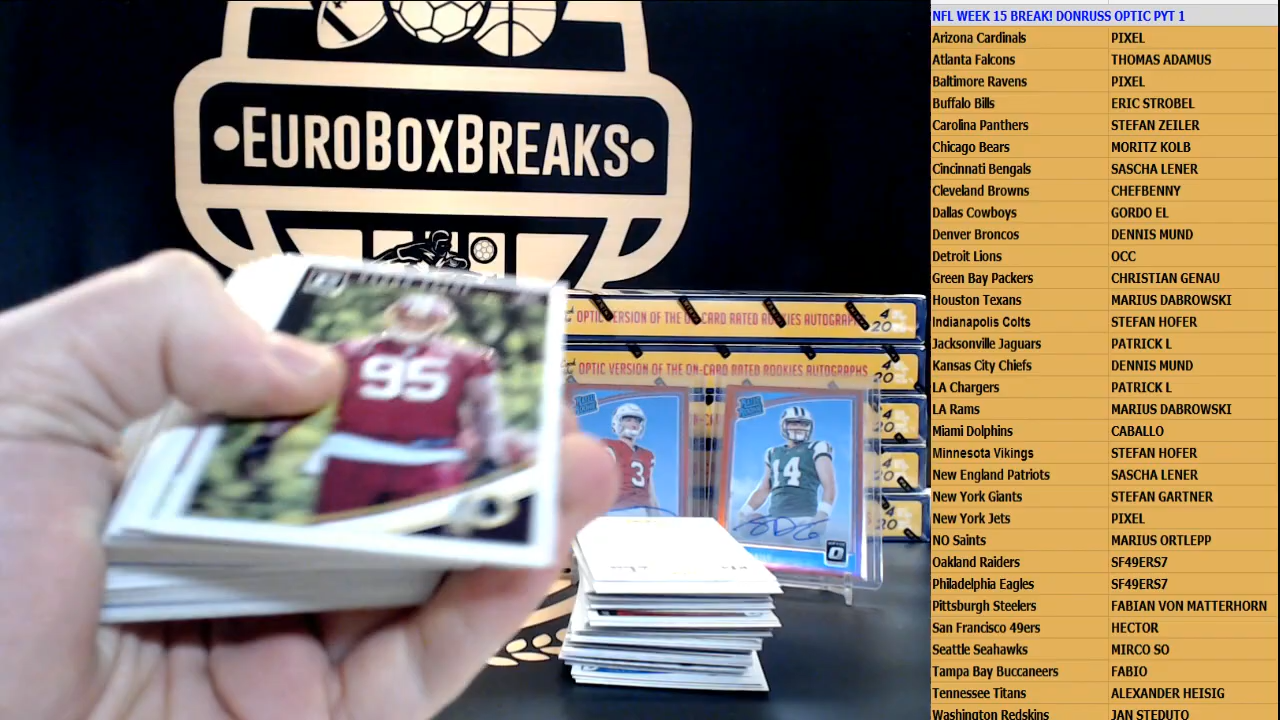 EUROBOXBREAKS
95
OPTIC VERSION OF THE ON-CARD RATED ROOKIES AUTOGRAPHS
4
20
OPTIC VERSION OF THE ON-CARD RATED ROOKIES AUTOGRAPHS
20
3
14
20
NFL WEEK 15 BREAK! DONRUSS OPTIC PYT 1
Arizona Cardinals PIXEL
Atlanta Falcons THOMAS ADAMUS
Baltimore Ravens PIXEL
Buffalo Bills ERIC STROBEL
Carolina Panthers STEFAN ZEILER
Chicago Bears MORITZ KOLB
Cincinnati Bengals SASCHA LENER
Cleveland Browns CHEFBENNY
Dallas Cowboys GORDO EL
Denver Broncos DENNIS MUND
Detroit Lions OCC
Green Bay Packers CHRISTIAN GENAU
Houston Texans MARIUS DABROWSKI
Indianapolis Colts STEFAN HOFER
Jacksonville Jaguars PATRICK L
Kansas City Chiefs DENNIS MUND
LA Chargers PATRICK L
LA Rams MARIUS DABROWSKI
Miami Dolphins CABALLO
Minnesota Vikings STEFAN HOFER
New England Patriots SASCHA LENER
New York Giants STEFAN GARTNER
New York Jets PIXEL
NO Saints MARIUS ORTLEPP
Oakland Raiders SF49ERS7
Philadelphia Eagles SF49ERS7
Pittsburgh Steelers FABIAN VON MATTERHORN
San Francisco 49ers HECTOR
Seattle Seahawks MIRCO SO
Tampa Bay Buccaneers FABIO
Tennessee Titans ALEXANDER HEISIG
Washington Redskins JAN STEDUTO